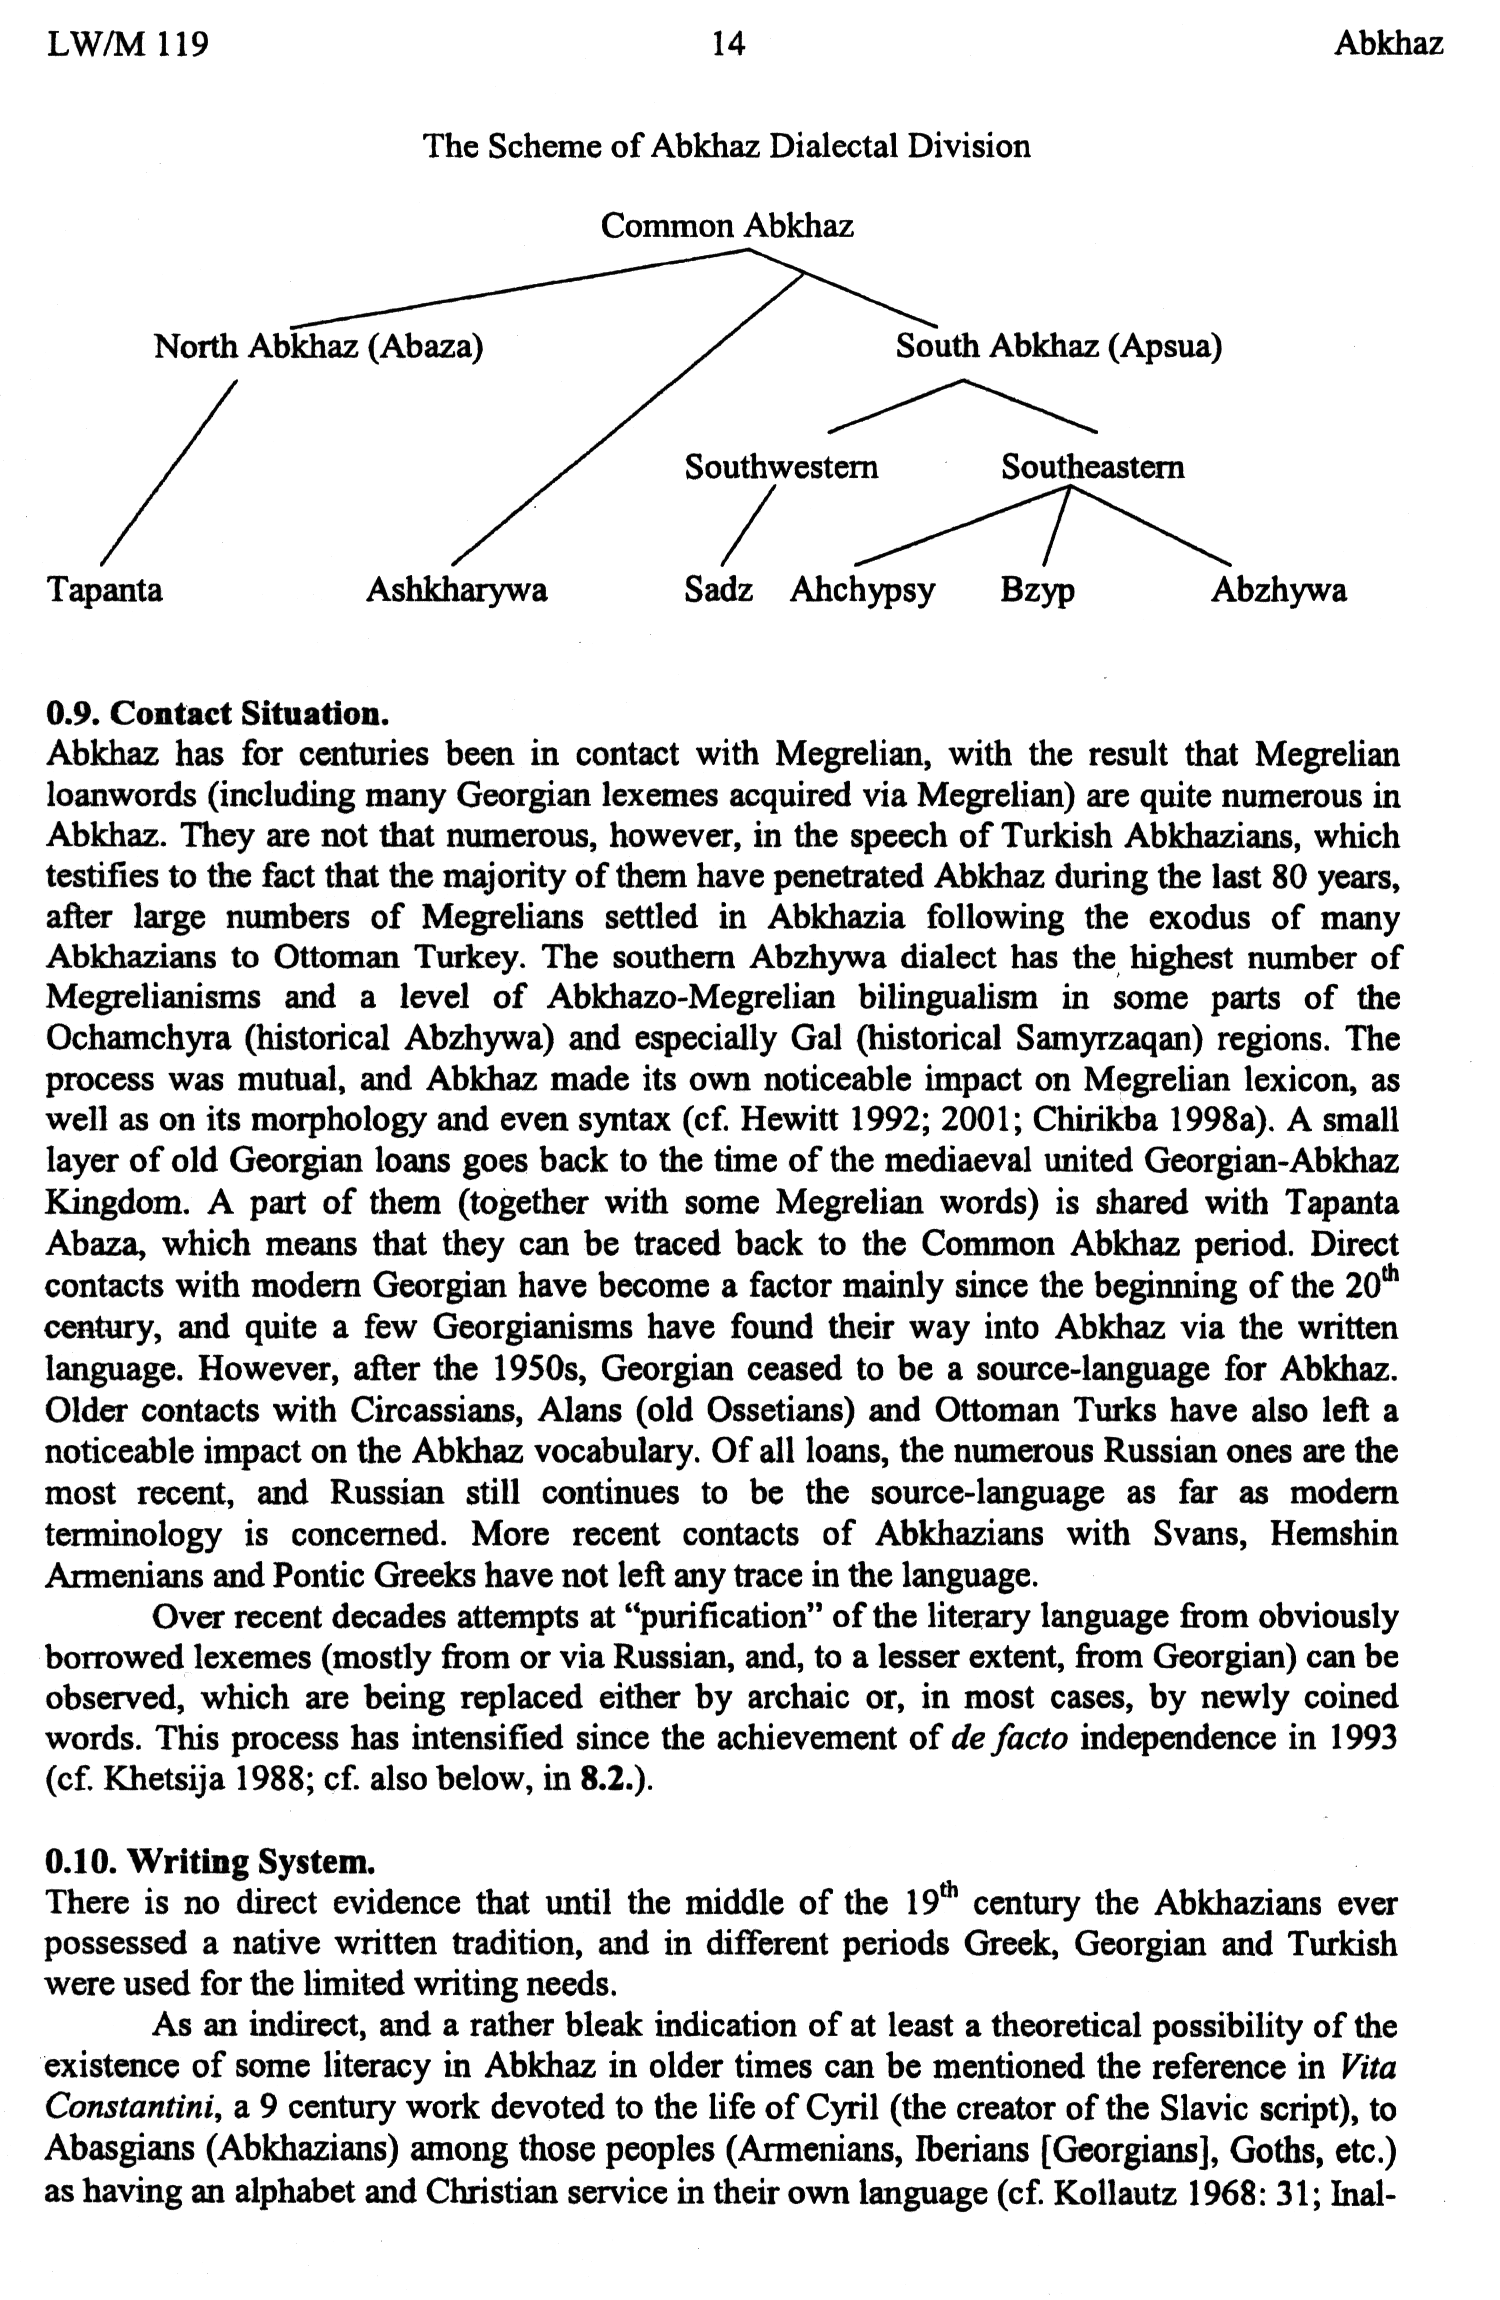 LW/M 119 14 Abkhaz
The Scheme of Abkhaz Dialectal Division
Common Abkhaz
North Abkhaz (Abaza) South Abkhaz (Apsua)
Southwestern Southeastern
Tapanta Ashkharywa Sadz Ahchypsy Bzyp Abzhywa
0.9. Contact Situation.
Abkhaz has for centuries been in contact with Megrelian, with the result that Megrelian
loanwords (including many Georgian lexemes acquired via Megrelian) are quite numerous in
Abkhaz. They are not that numerous, however, in the speech of Turkish Abkhazians, which
testifies to the fact that the majority of them have penetrated Abkhaz during the last 80 years,
after large numbers of Megrelians settled in Abkhazia following the exodus of many
Abkhazians to Ottoman Turkey. The southern Abzhywa dialect has the highest number of
Megrelianisms and a level of Abkhazo-Megrelian bilingualism in some parts of the
Ochamchyra (historical Abzhywa) and especially Gal (historical Samyrzaqan) regions. The
process was mutual, and Abkhaz made its own noticeable impact on Megrelian lexicon, as
well as on its morphology and even syntax (cf. Hewitt 1992; 2001; Chirikba 1998a). A small
layer of old Georgian loans goes back to the time of the mediaeval united Georgian-Abkhaz
Kingdom. A part of them (together with some Megrelian words) is shared with Tapanta
Abaza, which means that they can be traced back to the Common Abkhaz period. Direct
contacts with modern Georgian have become a factor mainly since the beginning of the 20th
century, and quite a few Georgianisms have found their way into Abkhaz via the written
language. However, after the 1950s, Georgian ceased to be a source-language for Abkhaz.
Older contacts with Circassians, Alans (old Ossetians) and Ottoman Turks have also left a
noticeable impact on the Abkhaz vocabulary. Of all loans, the numerous Russian ones are the
most recent, and Russian still continues to be the source-language as far as modern
terminology is concerned. More recent contacts of Abkhazians with Svans, Hemshin
Armenians and Pontic Greeks have not left any trace in the language.
Over recent decades attempts at “purification” of the literary language from obviously
borrowed lexemes (mostly from or via Russian, and, to a lesser extent, from Georgian) can be
observed, which are being replaced either by archaic or, in most cases, by newly coined
words. This process has intensified since the achievement of de facto independence in 1993
(cf. Khetsija 1988; cf. also below, in 8.2.).
0.10. Writing System.
There is no direct evidence that until the middle of the 19th century the Abkhazians ever
possessed a native written tradition, and in different periods Greek, Georgian and Turkish
were used for the limited writing needs.
As an indirect, and a rather bleak indication of at least a theoretical possibility of the
existence of some literacy in Abkhaz in older times can be mentioned the reference in Vita
Constantini, a 9 century work devoted to the life of Cyril (the creator of the Slavic script), to
Abasgians (Abkhazians) among those peoples (Armenians, Iberians [Georgians], Goths, etc.)
as having an alphabet and Christian service in their own language (cf. Kollautz 1968: 31; Inal-